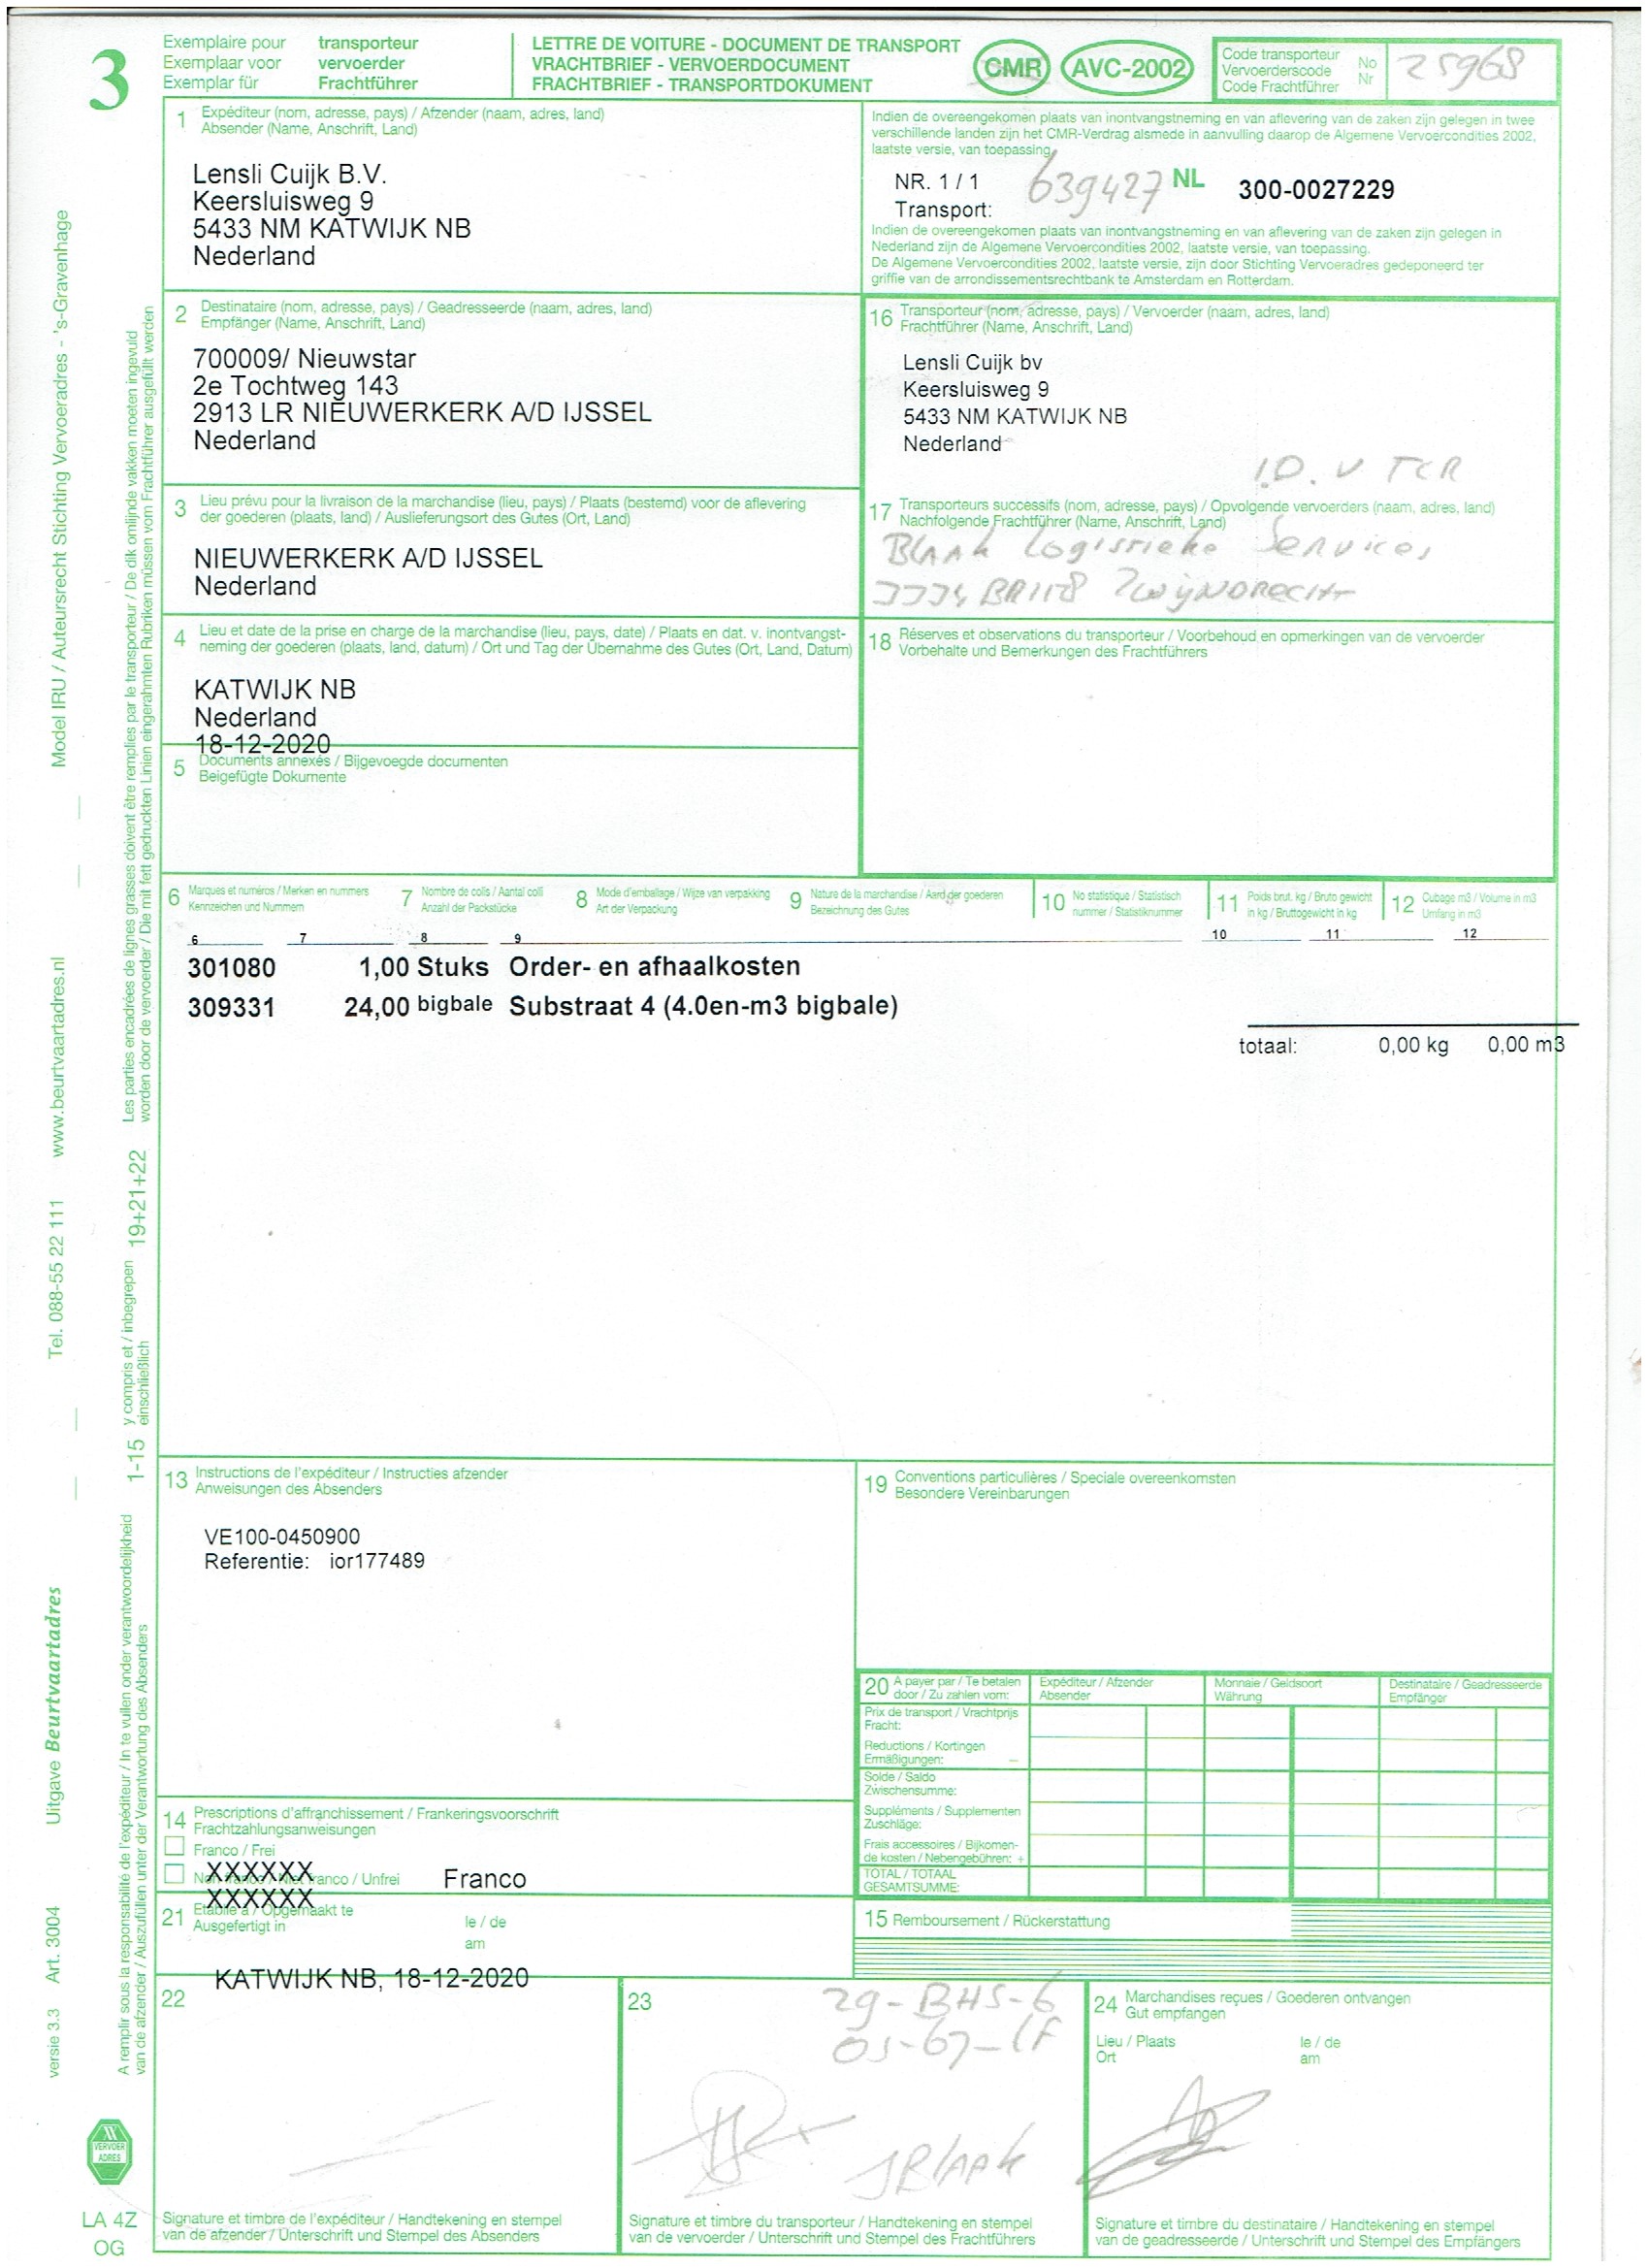 3
Exemplaire pour transporteur
Exemplaar voor vervoerder
Exemplar für Frachtführer
LETTRE DE VOITURE - DOCUMENT DE TRANSPORT
VRACHTBRIEF - VERVOERDOCUMENT
FRACHTBRIEF - TRANSPORTDOKUMENT
CMR AVC-2002
Code transporteur No
Vervoerderscode Nr
Code Frachtführer
25968
1 Expéditeur (nom, adresse, pays) / Afzender (naam, adres, land)
Absender (Name, Anschrift, Land)
Lensli Cuijk B.V.
Keersluisweg 9
5433 NM KATWIJK NB
Nederland
Indien de overeengekomen plaats van inontvangstneming en van aflevering van de zaken zijn gelegen in twee
verschillende landen zijn het CMR-Verdrag alsmede in aanvulling daarop de Algemene Vervoercondities 2002,
laatste versie, van toepassing.
NR. 1 / 1 639427 NL 300-0027229
Transport:
Indien de overeengekomen plaats van inontvangstneming en van aflevering van de zaken zijn gelegen in
Nederland zijn de Algemene Vervoercondities 2002, laatste versie, van toepassing.
De Algemene Vervoercondities 2002, laatste versie, zijn door Stichting Vervoeradres gedeponeerd ter
griffie van de arrondissementsrechtbank te Amsterdam en Rotterdam.
2 Destinataire (nom, adresse, pays) / Geadresseerde (naam, adres, land)
Empfänger (Name, Anschrift, Land)
700009/ Nieuwstar
2e Tochtweg 143
2913 LR NIEUWERKERK A/D IJSSEL
Nederland
16 Transporteur (nom, adresse, pays) / Vervoerder (naam, adres, land)
Frachtführer (Name, Anschrift, Land)
Lensli Cuijk bv
Keersluisweg 9
5433 NM KATWIJK NB
Nederland
I.D.V TCR
3 Lieu prévu pour la livraison de la marchandise (lieu, pays) / Plaats (bestemd) voor de aflevering
der goederen (plaats, land) / Auslieferungsort des Gutes (Ort, Land)
NIEUWERKERK A/D IJSSEL
Nederland
17 Transporteurs successifs (nom, adresse, pays) / Opvolgende vervoerders (naam, adres, land)
Nachfolgende Frachtführer (Name, Anschrift, Land)
Blaak Logistieke Services
Zwijndrecht
4 Lieu et date de la prise en charge de la marchandise (lieu, pays, date) / Plaats en dat. v. inontvangst-
neming der goederen (plaats, land, datum) / Ort und Tag der Übernahme des Gutes (Ort, Land, Datum)
KATWIJK NB
Nederland
18-12-2020
18 Réserves et observations du transporteur / Voorbehoud en opmerkingen van de vervoerder
Vorbehalte und Bemerkungen des Frachtführers
5 Documents annexés / Bijgevoegde documenten
Beigefügte Dokumente
6 Marques et numéros / Merken en nummers
Kennzeichen und Nummern
7 Nombre de colis / Aantal colli
Anzahl der Packstücke
8 Mode d'emballage / Wijze van verpakking
Art der Verpackung
9 Nature de la marchandise / Aard der goederen
Bezeichnung des Gutes
10 No statistique / Statistisch
nummer / Statistiknummer
11 Poids brut. kg / Bruto gewicht
in kg / Bruttogewicht in kg
12 Cubage m3 / Volume in m3
Umfang in m3
6 7 8 9 10 11 12
301080 1,00 Stuks Order- en afhaalkosten
309331 24,00 bigbale Substraat 4 (4.0en-m3 bigbale)
totaal: 0,00 kg 0,00 m3
13 Instructions de l'expéditeur / Instructies afzender
Anweisungen des Absenders
VE100-0450900
Referentie: ior177489
19 Conventions particulières / Speciale overeenkomsten
Besondere Vereinbarungen
20 A payer par / Te betalen
door / Zu zahlen vom:
Expéditeur / Afzender
Absender
Monnaie / Geldsoort
Währung
Destinataire / Geadresseerde
Empfänger
Prix de transport / Vrachtprijs
Fracht:
Reductions / Kortingen
Ermäßigungen: –
Solde / Saldo
Zwischensumme:
Suppléments / Supplementen
Zuschläge:
Frais accessoires / Bijkomen-
de kosten / Nebengebühren: +
TOTAL / TOTAAL
GESAMTSUMME:
14 Prescriptions d'affranchissement / Frankeringsvoorschrift
Frachtzahlungsanweisungen
Franco / Frei
XXXXXX
Non franco / Niet franco / Unfrei Franco
XXXXXX
21 Etablie à / Opgemaakt te
Ausgefertigt in
le / de
am
KATWIJK NB, 18-12-2020
15 Remboursement / Rückerstattung
22
Signature et timbre de l'expéditeur / Handtekening en stempel
van de afzender / Unterschrift und Stempel des Absenders
23
29-BHS-6
05-67-LF
JBlaak
Signature et timbre du transporteur / Handtekening en stempel
van de vervoerder / Unterschrift und Stempel des Frachtführers
24 Marchandises reçues / Goederen ontvangen
Gut empfangen
Lieu / Plaats
Ort
le / de
am
Signature et timbre du destinataire / Handtekening en stempel
van de geadresseerde / Unterschrift und Stempel des Empfängers
Model IRU / Auteursrecht Stichting Vervoeradres - 's-Gravenhage
www.beurtvaartadres.nl
Tel. 088-55 22 111
Uitgave Beurtvaartadres
Art. 3004
versie 3.3
Les parties encadrées de lignes grasses doivent être remplies par le transporteur / De dik omlijnde vakken moeten ingevuld
worden door de vervoerder / Die mit fett gedruckten Linien eingerahmten Rubriken müssen vom Frachtführer ausgefüllt werden
19+21+22
y compris et / inbegrepen
einschließlich
1-15
A remplir sous la responsabilité de l'expéditeur / In te vullen onder verantwoordelijkheid
van de afzender / Auszufüllen unter der Verantwortung des Absenders
VERVOER
ADRES
LA 4Z
OG